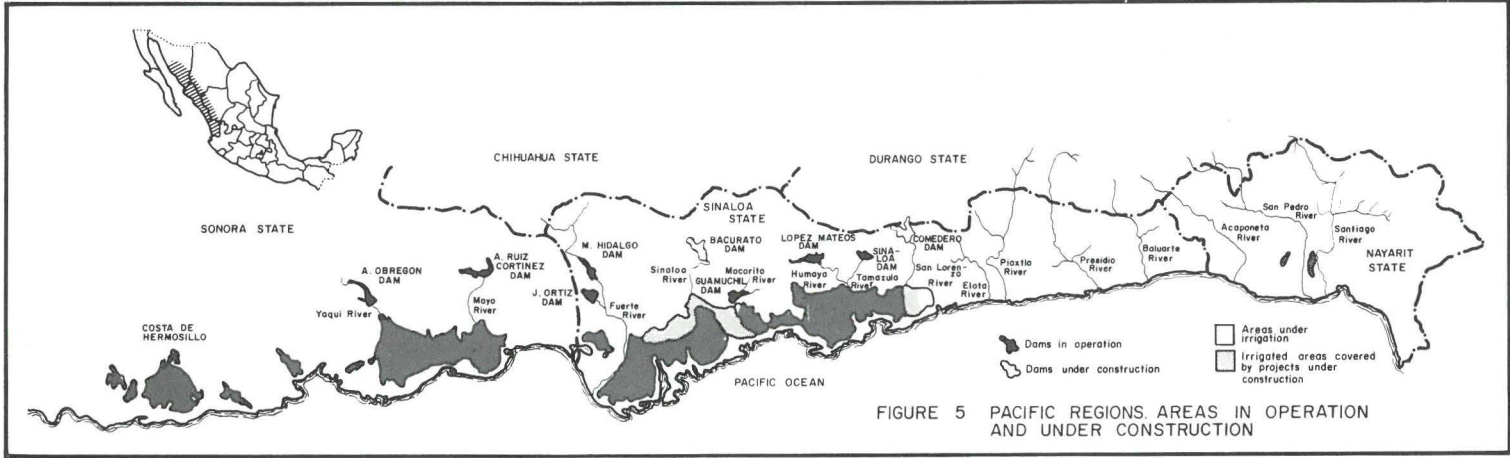 CHIHUAHUA STATE
DURANGO STATE
SONORA STATE
SINALOA
STATE
NAYARIT
STATE
COSTA DE
HERMOSILLO
A. OBREGON
DAM
Yaqui River
A. RUIZ
CORTINEZ
DAM
Mayo
River
M. HIDALGO
DAM
J. ORTIZ
DAM
Fuerte
River
Sinaloa
River
BACURATO
DAM
GUAMUCHIL
DAM
Mocorito
River
LOPEZ MATEOS
DAM
Humaya
River
SINA-
LOA
DAM
Tamazula
River
COMEDERO
DAM
San Loren-
zo
River
Elota
River
Piaxtla
River
Presidio
River
Baluarte
River
Acaponeta
River
San Pedro
River
Santiago
River
PACIFIC OCEAN
Dams in operation
Dams under construction
Areas under
irrigation
Irrigated areas covered
by projects under
construction
FIGURE 5 PACIFIC REGIONS. AREAS IN OPERATION
AND UNDER CONSTRUCTION